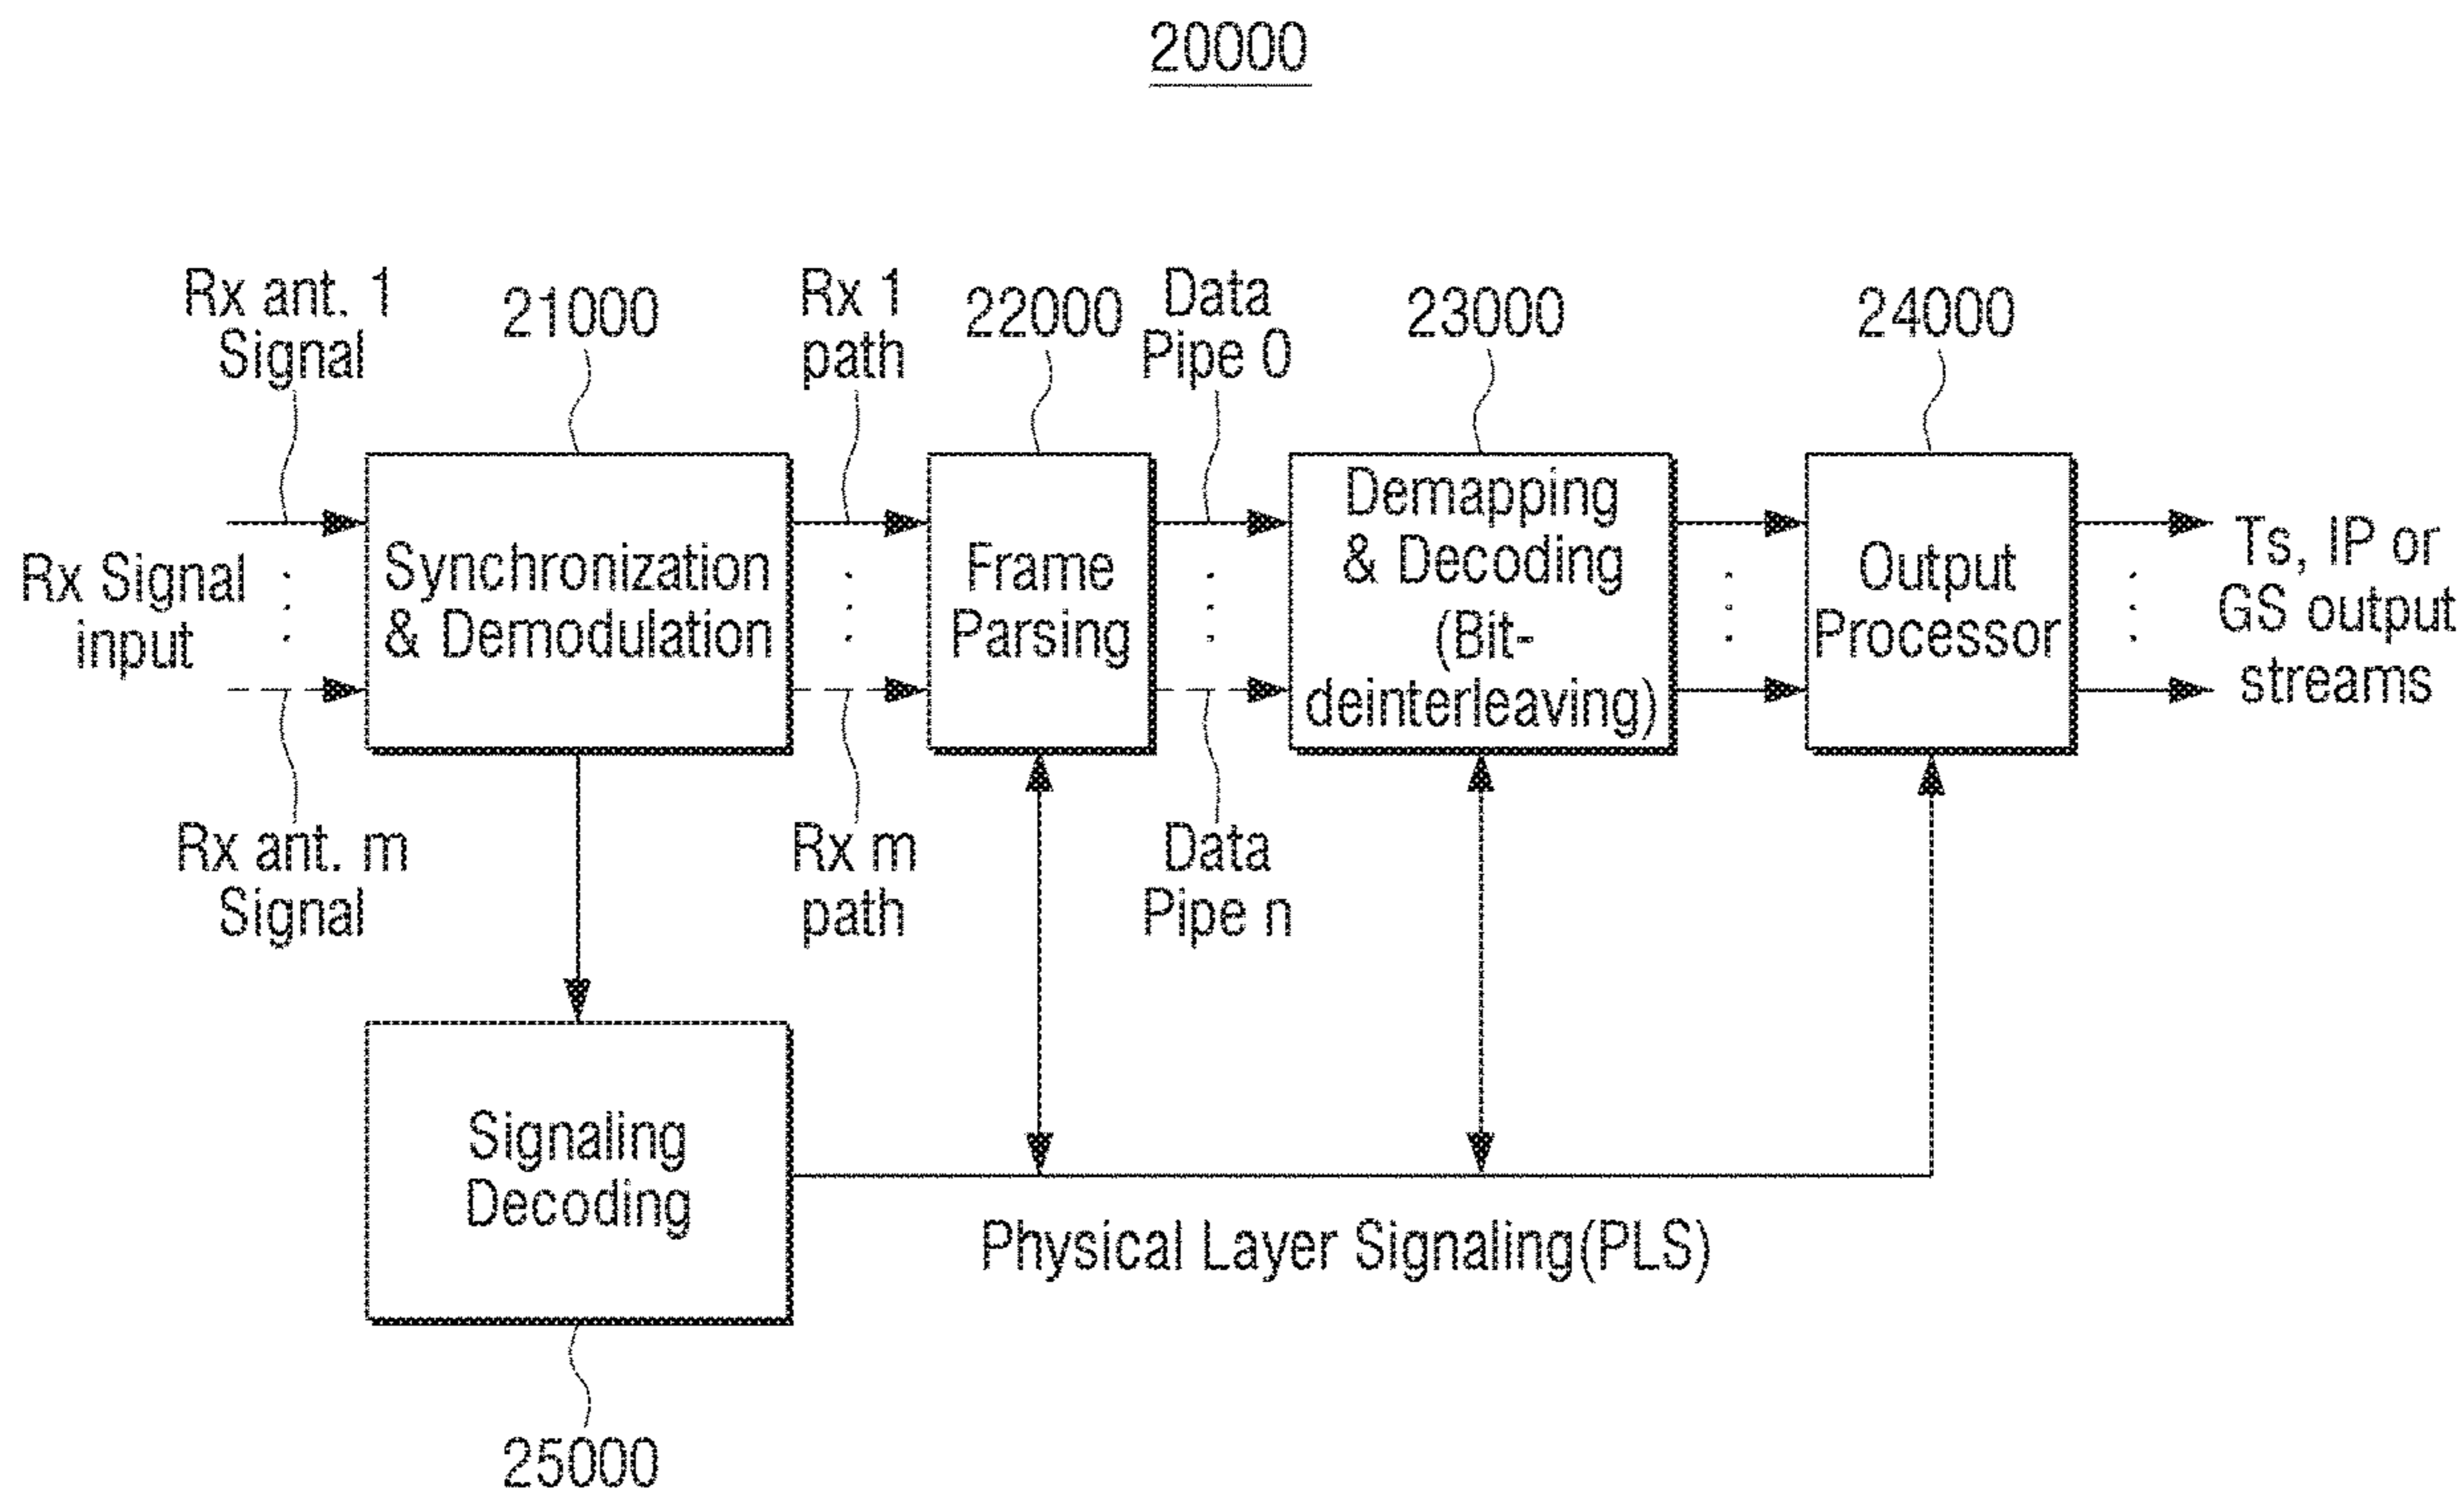 20000
Rx ant. 1
Signal
21000
Rx 1
path
22000
Data
Pipe 0
23000
24000
Rx Signal
input
Synchronization
& Demodulation
Frame
Parsing
Demapping
& Decoding
(Bit-
deinterleaving)
Output
Processor
Ts, IP or
GS output
streams
Rx ant. m
Signal
Rx m
path
Data
Pipe n
Signaling
Decoding
Physical Layer Signaling(PLS)
25000